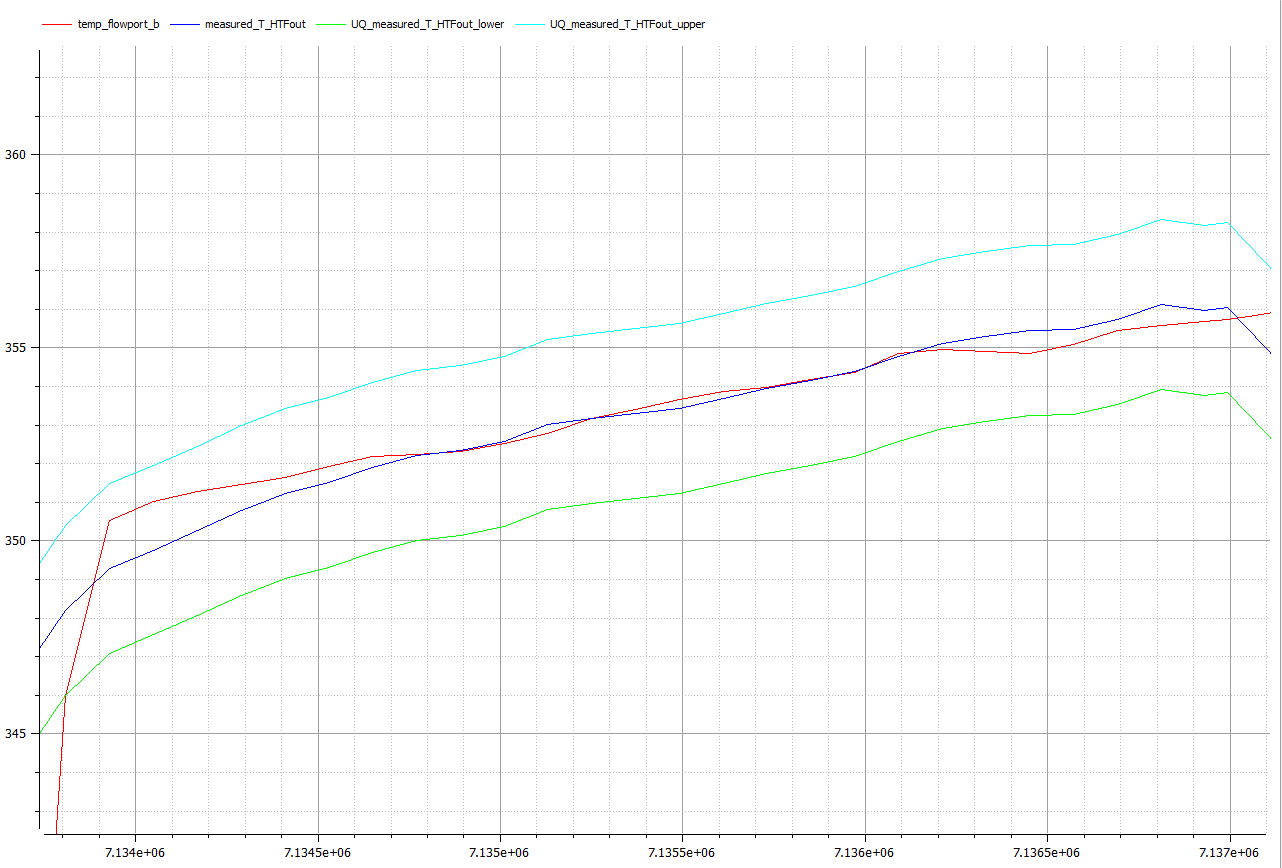 temp_flowport_b measured_T_HTFout UQ_measured_T_HTFout_lower UQ_measured_T_HTFout_upper
360
355
350
345
7.134e+06 7.1345e+06 7.135e+06 7.1355e+06 7.136e+06 7.1365e+06 7.137e+06